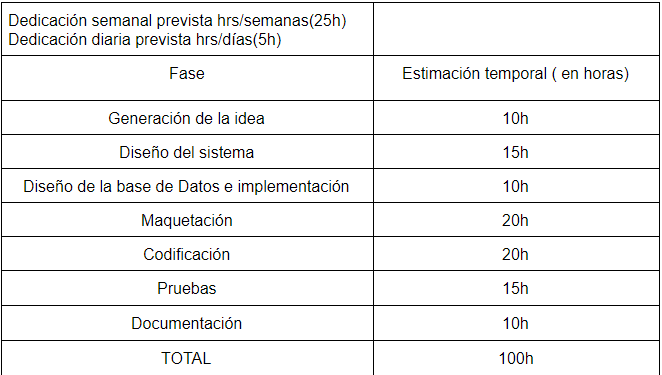 Dedicación semanal prevista hrs/semanas(25h)
Dedicación diaria prevista hrs/días(5h)
Fase Estimación temporal ( en horas)
Generación de la idea 10h
Diseño del sistema 15h
Diseño de la base de Datos e implementación 10h
Maquetación 20h
Codificación 20h
Pruebas 15h
Documentación 10h
TOTAL 100h